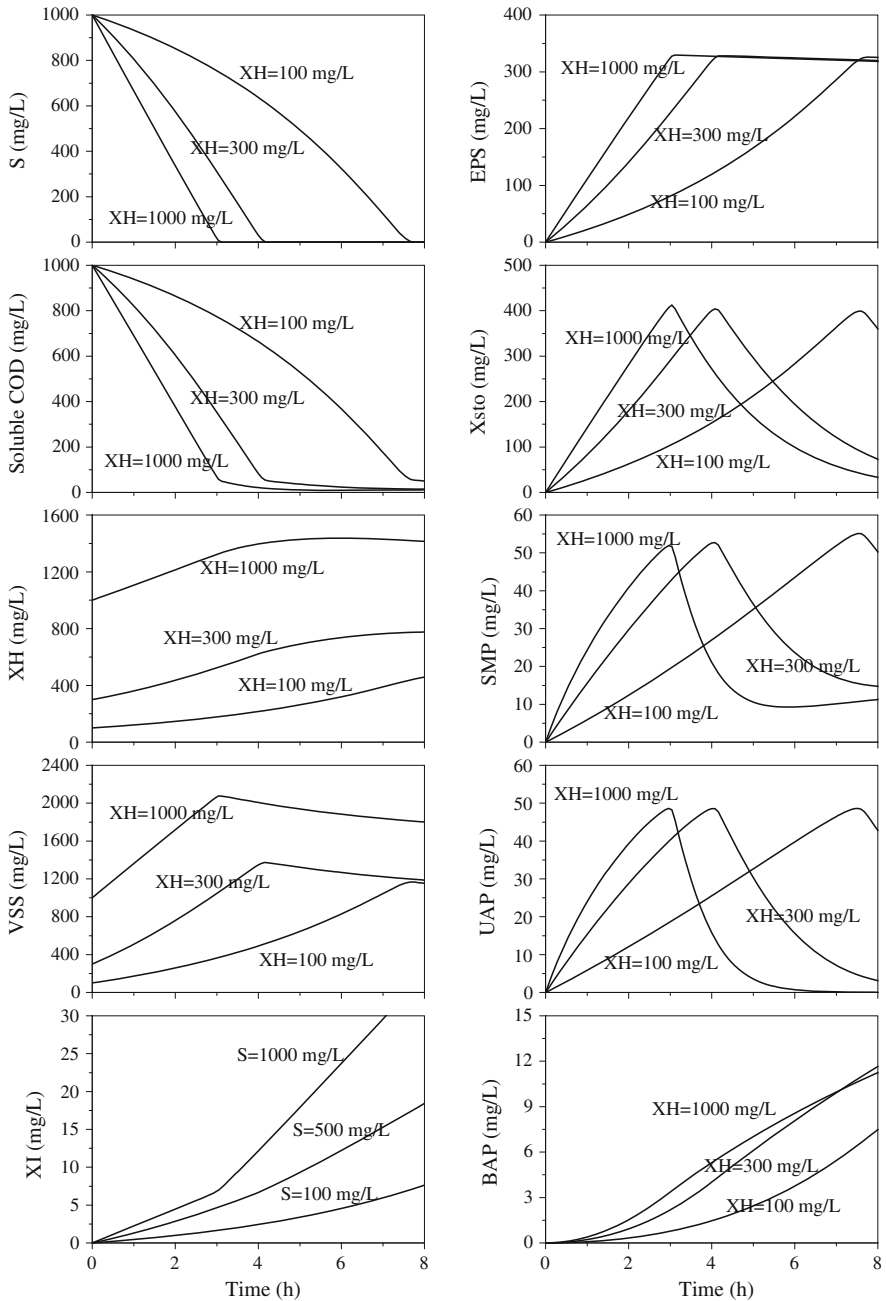 1000
800
600
400
200
0
S (mg/L)
XH=100 mg/L
XH=300 mg/L
XH=1000 mg/L
400
300
200
100
0
EPS (mg/L)
XH=1000 mg/L
XH=300 mg/L
XH=100 mg/L
1000
800
600
400
200
0
Soluble COD (mg/L)
XH=100 mg/L
XH=300 mg/L
XH=1000 mg/L
500
400
300
200
100
0
Xsto (mg/L)
XH=1000 mg/L
XH=300 mg/L
XH=100 mg/L
1600
1200
800
400
0
XH (mg/L)
XH=1000 mg/L
XH=300 mg/L
XH=100 mg/L
60
50
40
30
20
10
0
SMP (mg/L)
XH=1000 mg/L
XH=300 mg/L
XH=100 mg/L
2400
2000
1600
1200
800
400
0
VSS (mg/L)
XH=1000 mg/L
XH=300 mg/L
XH=100 mg/L
60
50
40
30
20
10
0
UAP (mg/L)
XH=1000 mg/L
XH=300 mg/L
XH=100 mg/L
30
25
20
15
10
5
0
XI (mg/L)
S=1000 mg/L
S=500 mg/L
S=100 mg/L
0 2 4 6 8
Time (h)
15
12
9
6
3
0
BAP (mg/L)
XH=1000 mg/L
XH=300 mg/L
XH=100 mg/L
0 2 4 6 8
Time (h)